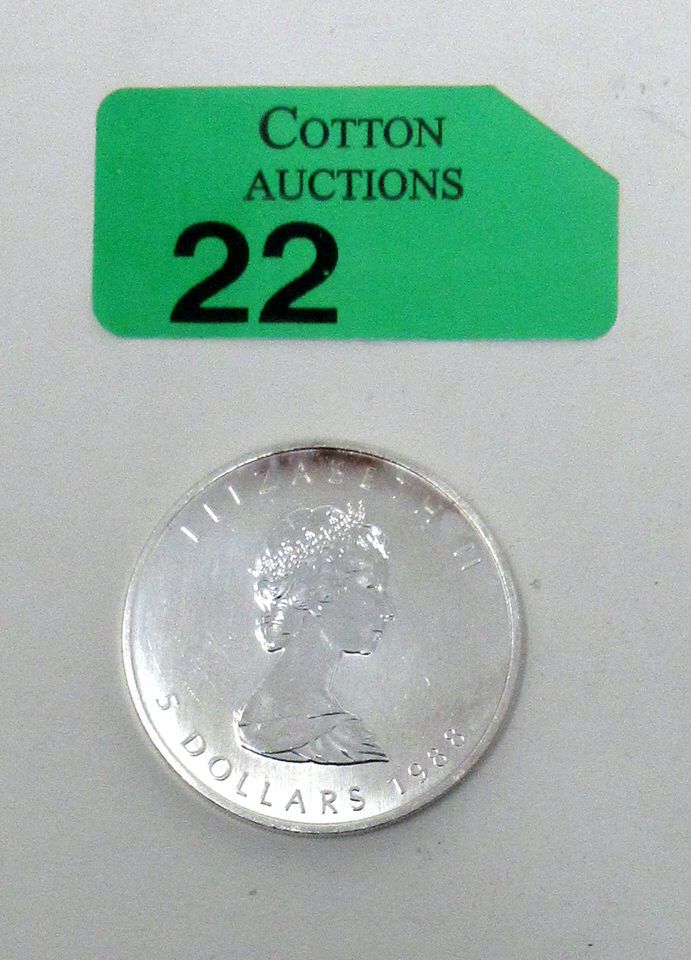 COTTON
AUCTIONS
22
ELIZABETH II
5 DOLLARS 1988